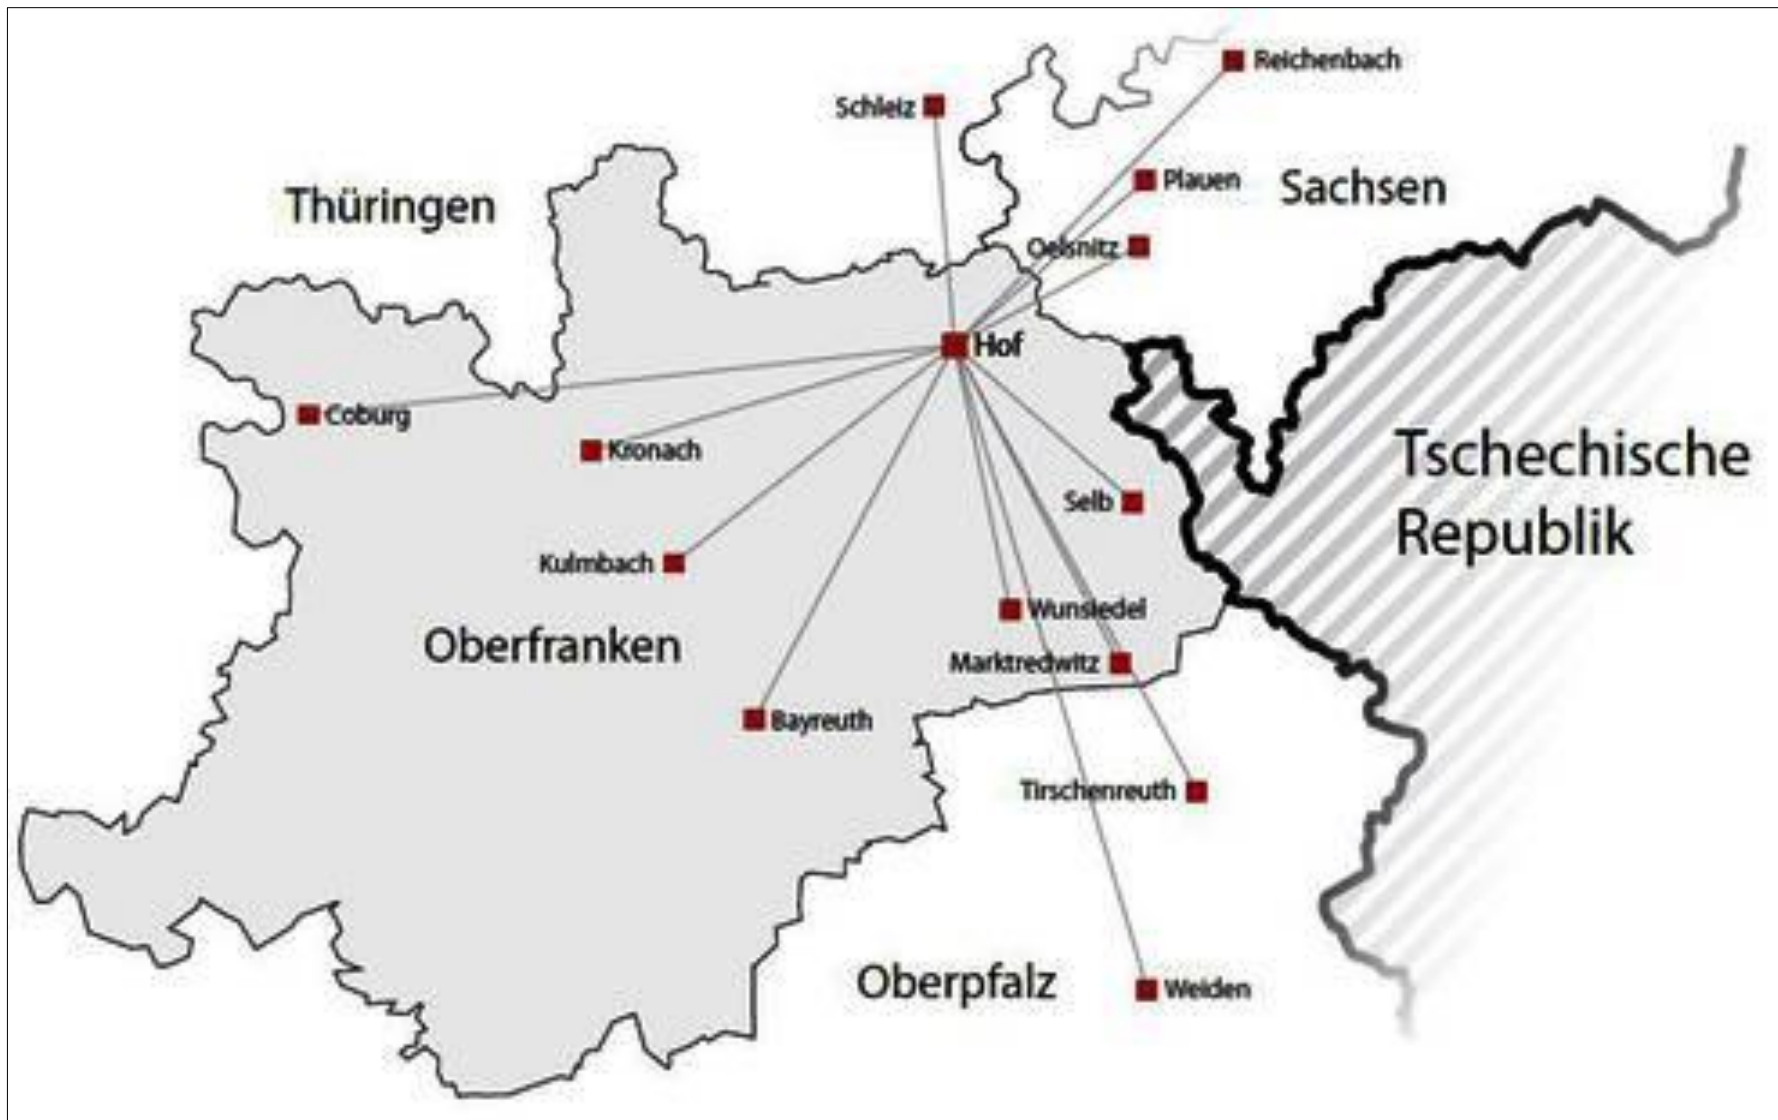 Reichenbach
Schleiz
Plauen
Sachsen
Thüringen
Oelsnitz
Hof
Coburg
Kronach
Tschechische
Republik
Selb
Kulmbach
Wunsiedel
Oberfranken
Marktredwitz
Bayreuth
Tirschenreuth
Oberpfalz
Weiden